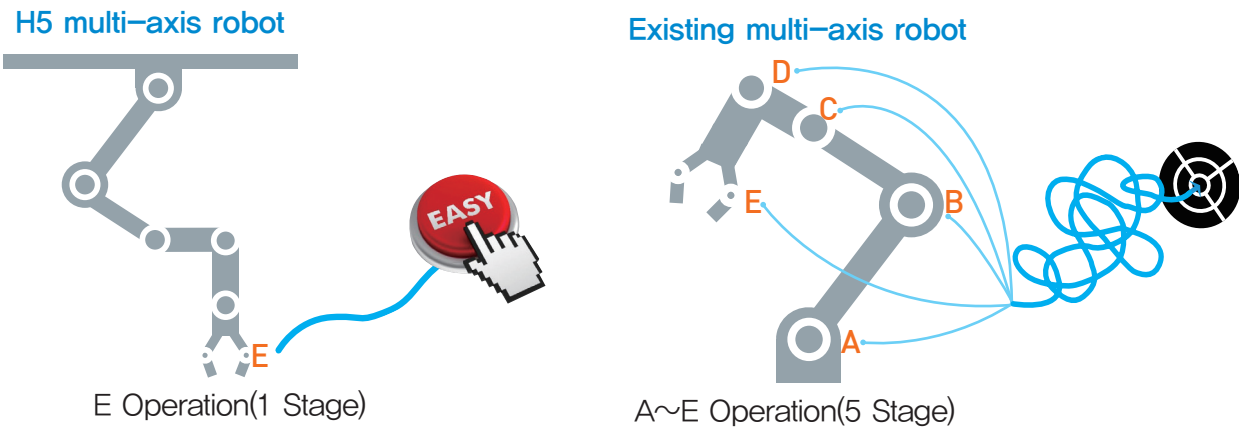 H5 multi-axis robot
EASY
E
E Operation(1 Stage)
Existing multi-axis robot
D
C
E
B
A
A~E Operation(5 Stage)